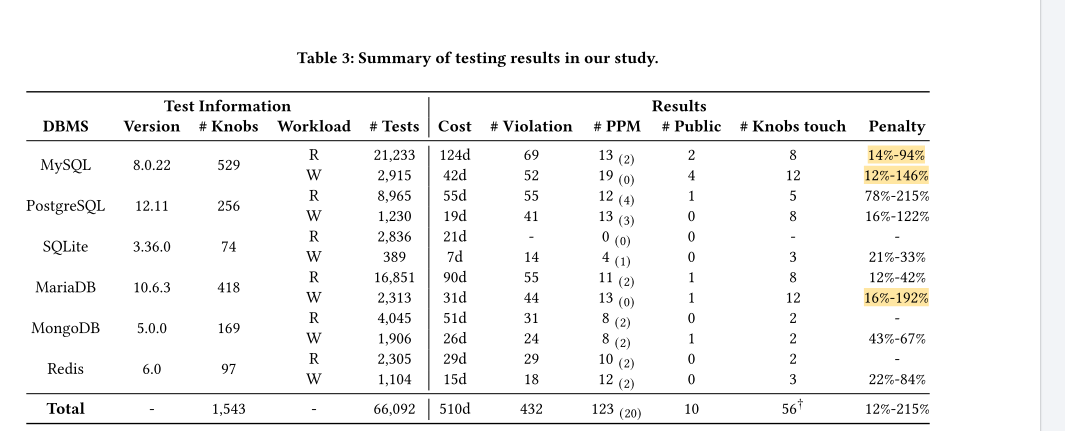 Table 3: Summary of testing results in our study.
Test Information Results
DBMS Version # Knobs Workload # Tests Cost # Violation # PPM # Public # Knobs touch Penalty
MySQL 8.0.22 529 R 21,233 124d 69 13 (2) 2 8 14%-94%
W 2,915 42d 52 19 (0) 4 12 12%-146%
PostgreSQL 12.11 256 R 8,965 55d 55 12 (4) 1 5 78%-215%
W 1,230 19d 41 13 (3) 0 8 16%-122%
SQLite 3.36.0 74 R 2,836 21d - 0 (0) 0 - -
W 389 7d 14 4 (1) 0 3 21%-33%
MariaDB 10.6.3 418 R 16,851 90d 55 11 (2) 1 8 12%-42%
W 2,313 31d 44 13 (0) 1 12 16%-192%
MongoDB 5.0.0 169 R 4,045 51d 31 8 (2) 0 2 -
W 1,906 26d 24 8 (2) 1 2 43%-67%
Redis 6.0 97 R 2,305 29d 29 10 (2) 0 2 -
W 1,104 15d 18 12 (2) 0 3 22%-84%
Total - 1,543 - 66,092 510d 432 123 (20) 10 56† 12%-215%